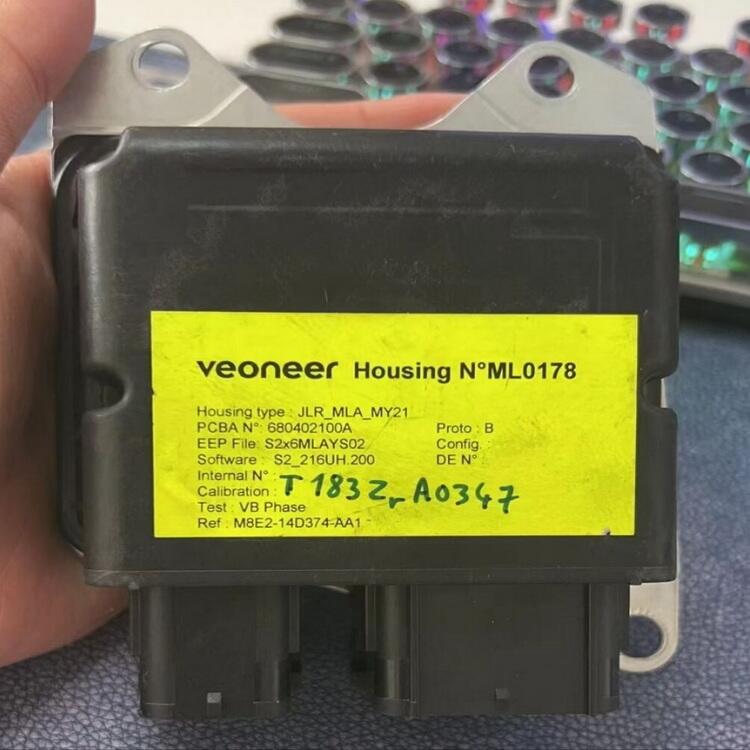 veoneer Housing N°ML0178
Housing type : JLR_MLA_MY21
PCBA N°: 680402100A Proto : B
EEP File: S2x6MLAYS02 Config. :
Software : S2_216UH.200 DE N° :
Internal N° :
Calibration : T1832_A0347
Test : VB Phase
Ref : M8E2-14D374-AA1